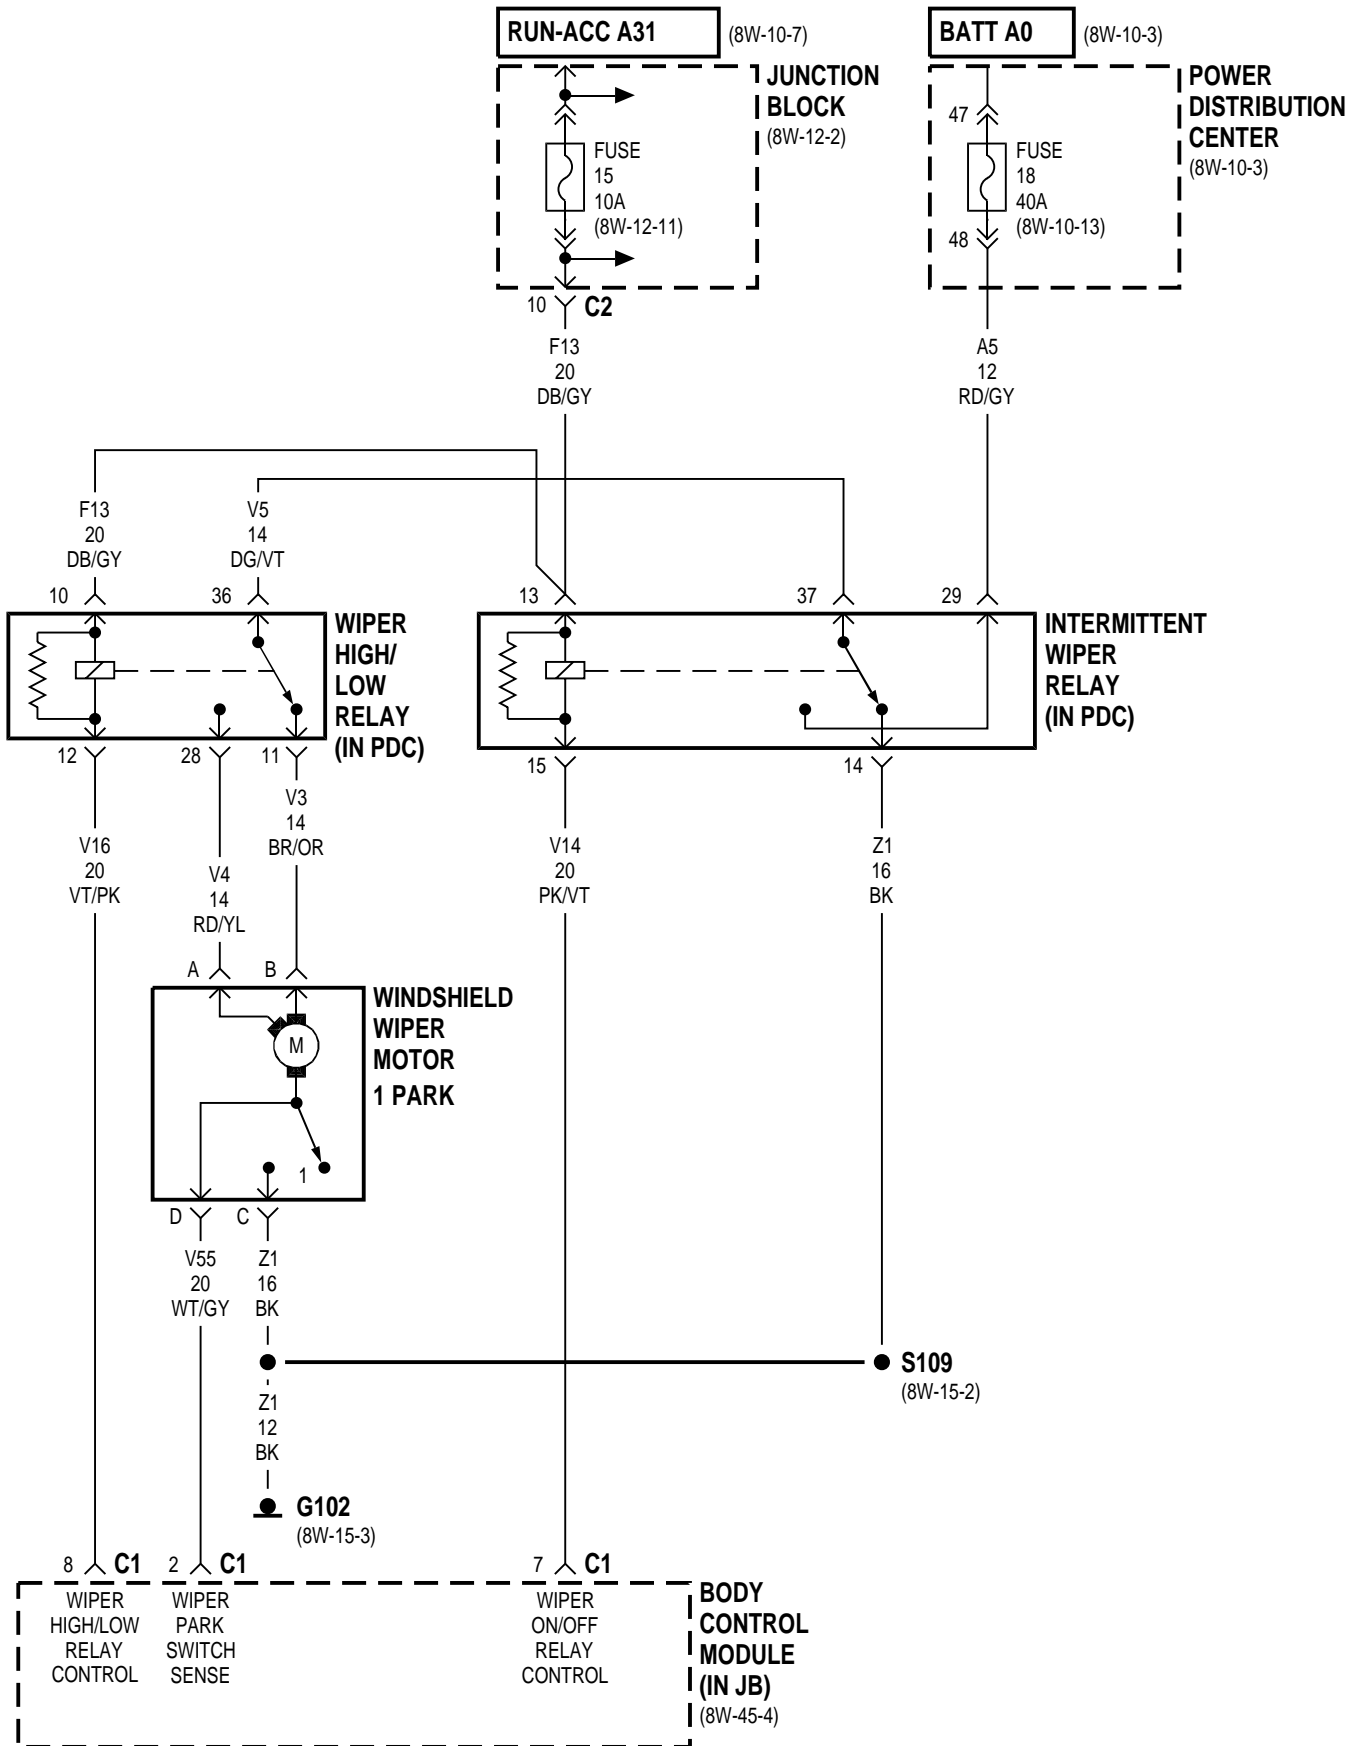 RUN-ACC A31
(8W-10-7)
BATT A0
(8W-10-3)
JUNCTION
BLOCK
(8W-12-2)
FUSE
15
10A
(8W-12-11)
POWER
DISTRIBUTION
CENTER
(8W-10-3)
47
FUSE
18
40A
(8W-10-13)
48
10
C2
F13
20
DB/GY
A5
12
RD/GY
F13
20
DB/GY
V5
14
DG/VT
10
36
13
37
29
WIPER
HIGH/
LOW
RELAY
(IN PDC)
INTERMITTENT
WIPER
RELAY
(IN PDC)
12
28
11
15
14
V3
14
BR/OR
V16
20
VT/PK
V4
14
RD/YL
V14
20
PK/VT
Z1
16
BK
A
B
WINDSHIELD
WIPER
MOTOR
1 PARK
M
1
D
C
V55
20
WT/GY
Z1
16
BK
S109
(8W-15-2)
Z1
12
BK
G102
(8W-15-3)
8
C1
2
C1
7
C1
WIPER
HIGH/LOW
RELAY
CONTROL
WIPER
PARK
SWITCH
SENSE
WIPER
ON/OFF
RELAY
CONTROL
BODY
CONTROL
MODULE
(IN JB)
(8W-45-4)